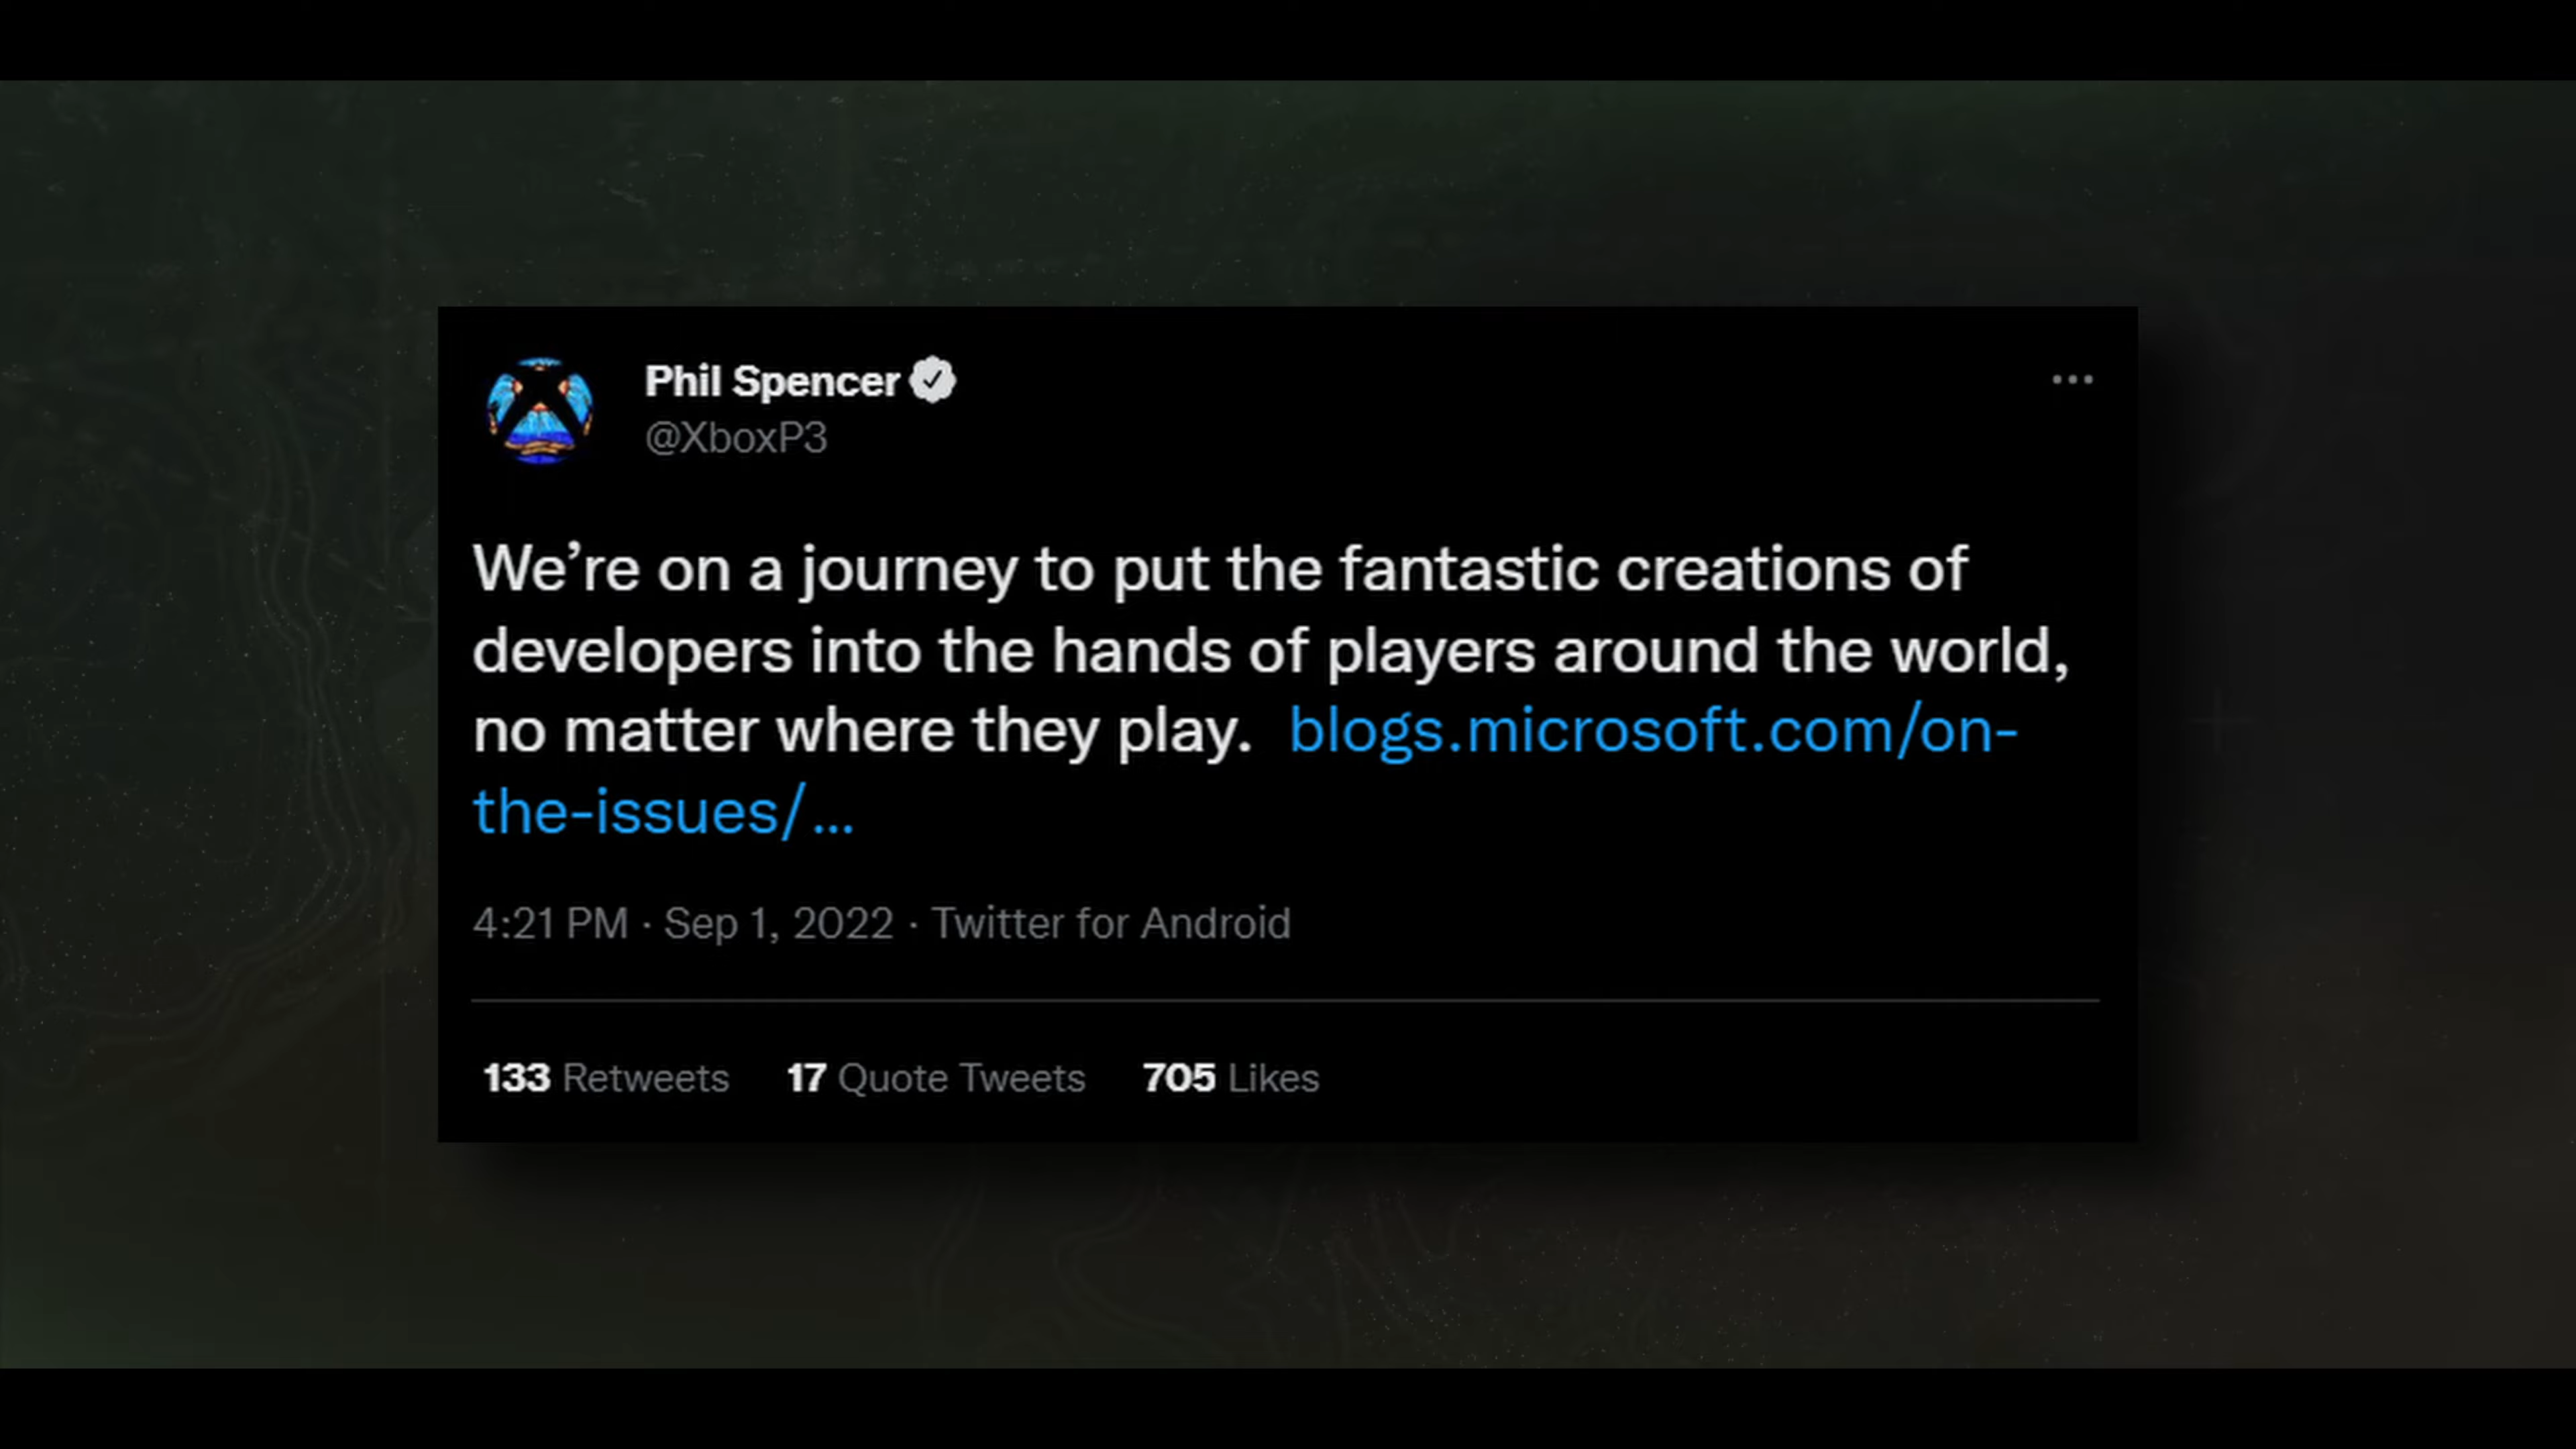 Phil Spencer
@XboxP3
We’re on a journey to put the fantastic creations of
developers into the hands of players around the world,
no matter where they play. blogs.microsoft.com/on-
the-issues/…
4:21 PM · Sep 1, 2022 · Twitter for Android
133 Retweets 17 Quote Tweets 705 Likes